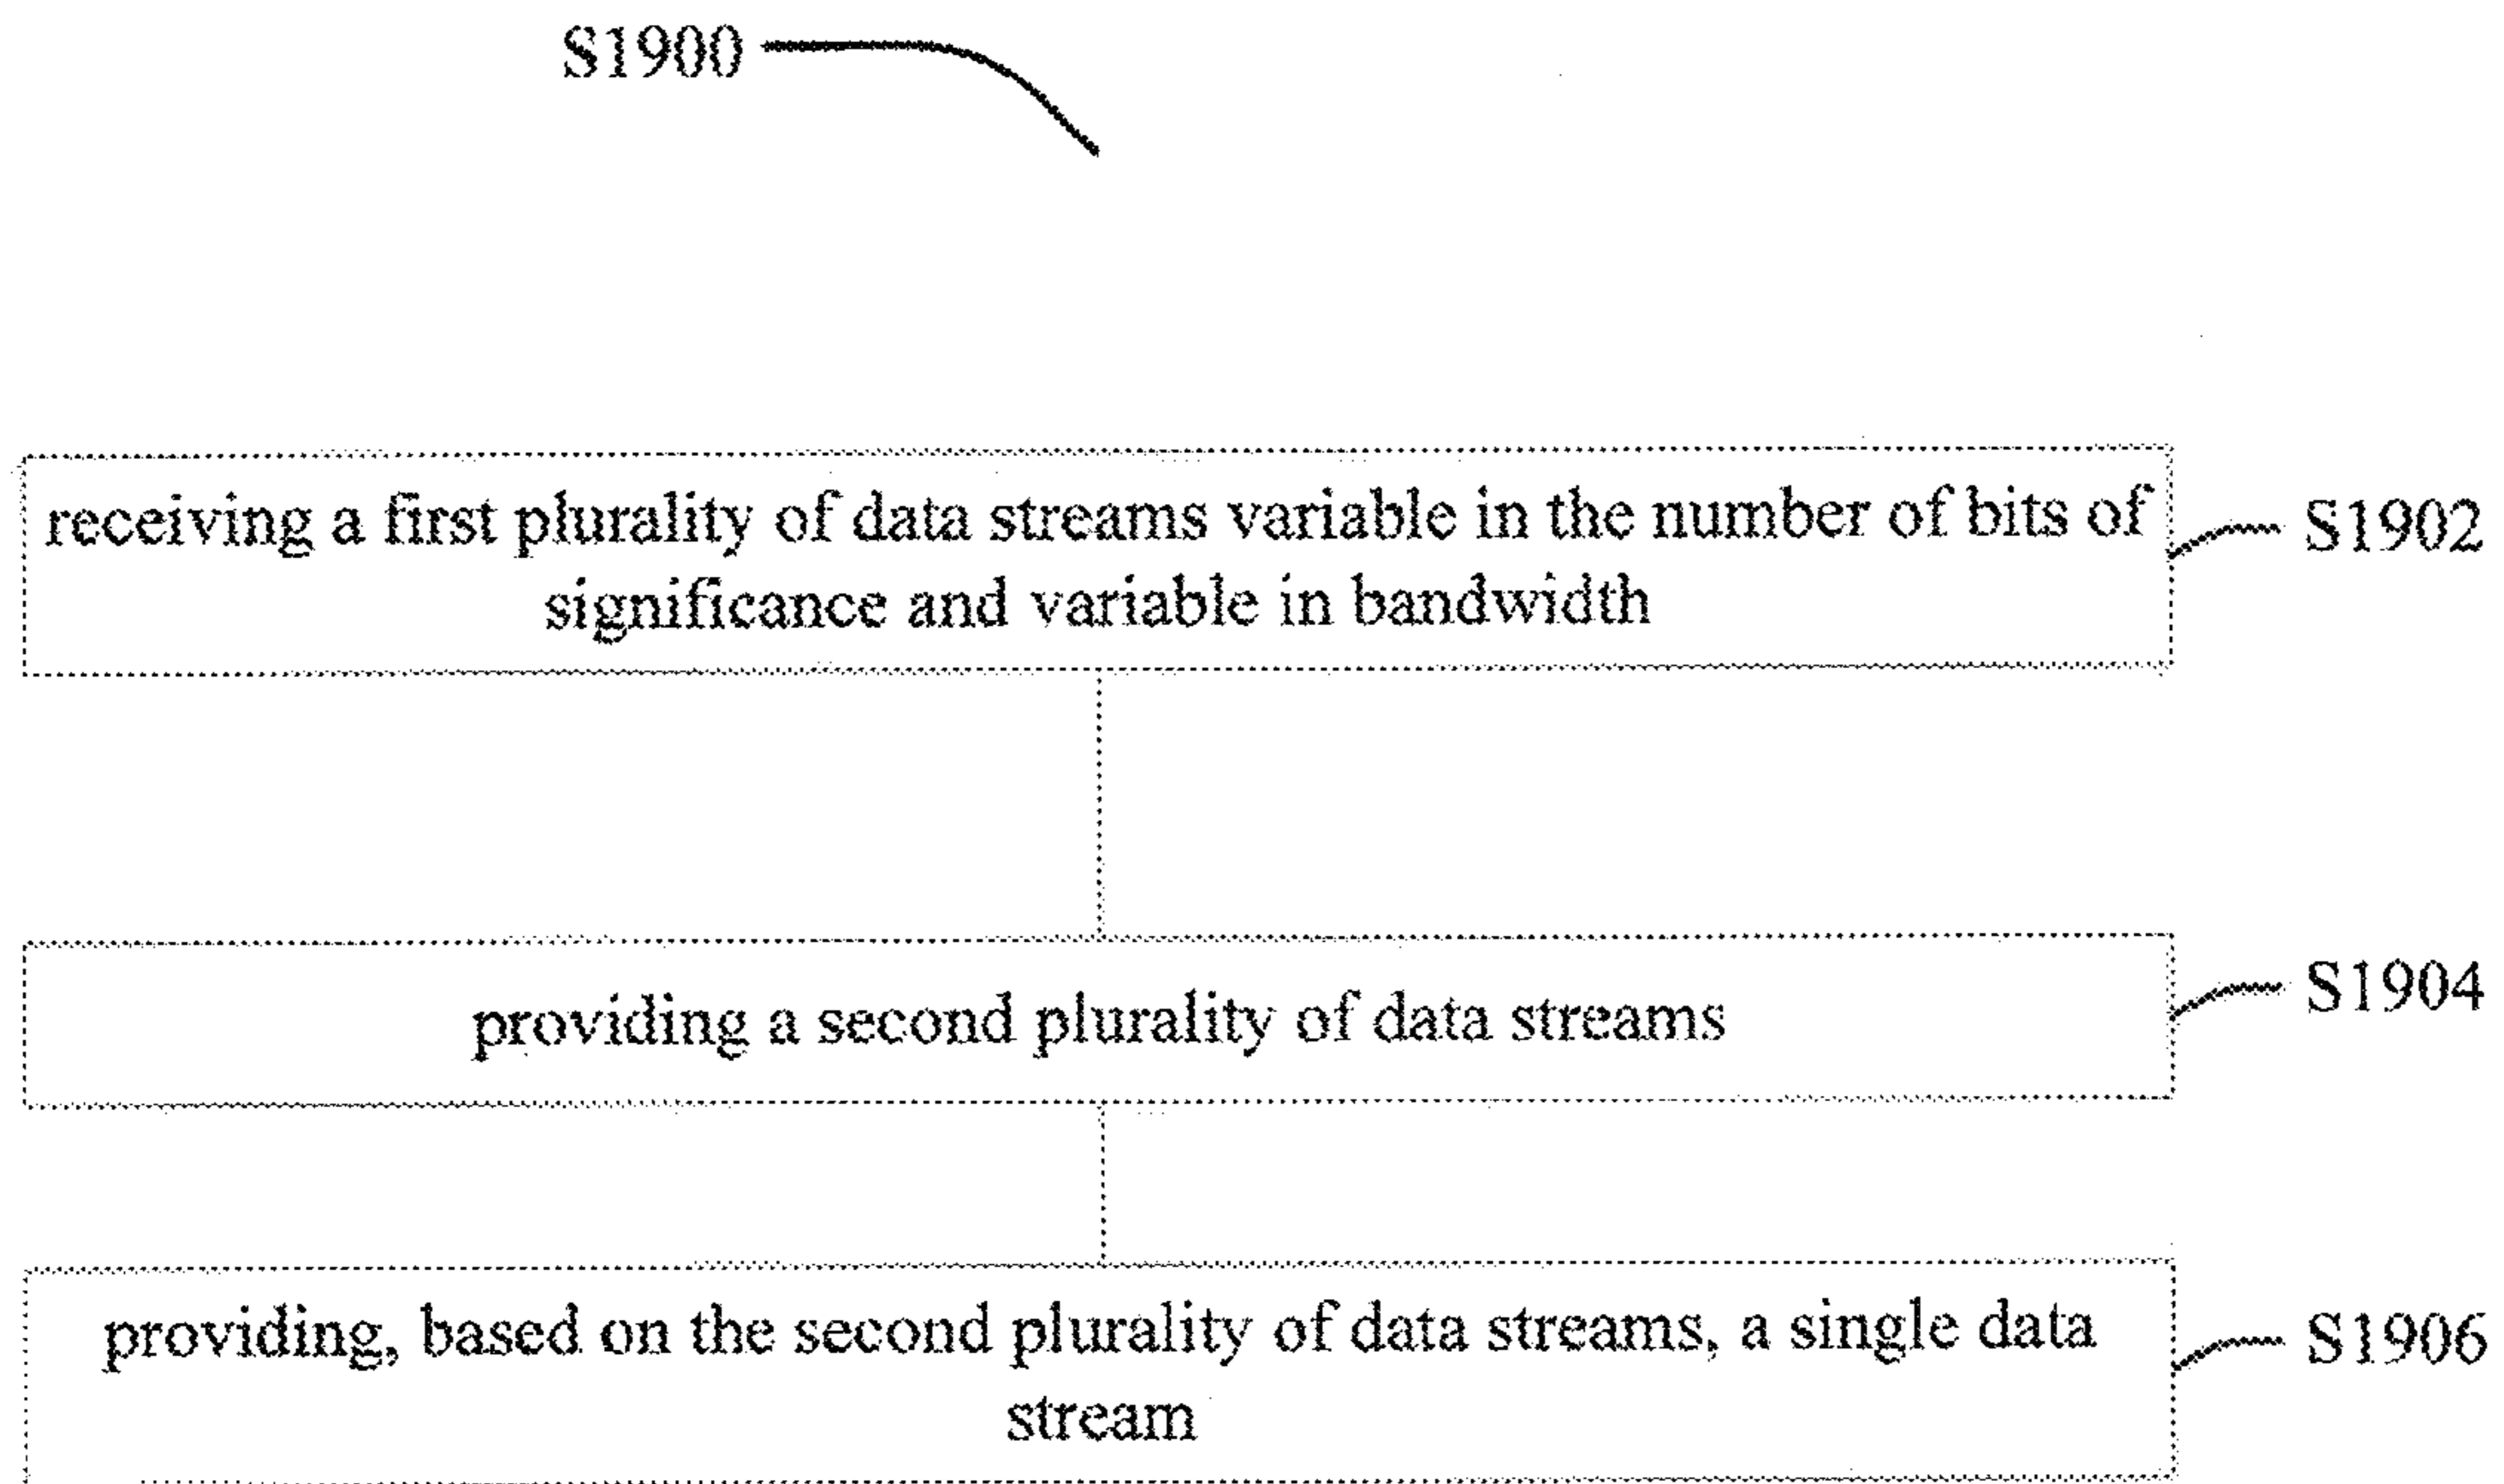 S1900
receiving a first plurality of data streams variable in the number of bits of
significance and variable in bandwidth
S1902
providing a second plurality of data streams
S1904
providing, based on the second plurality of data streams, a single data
stream
S1906